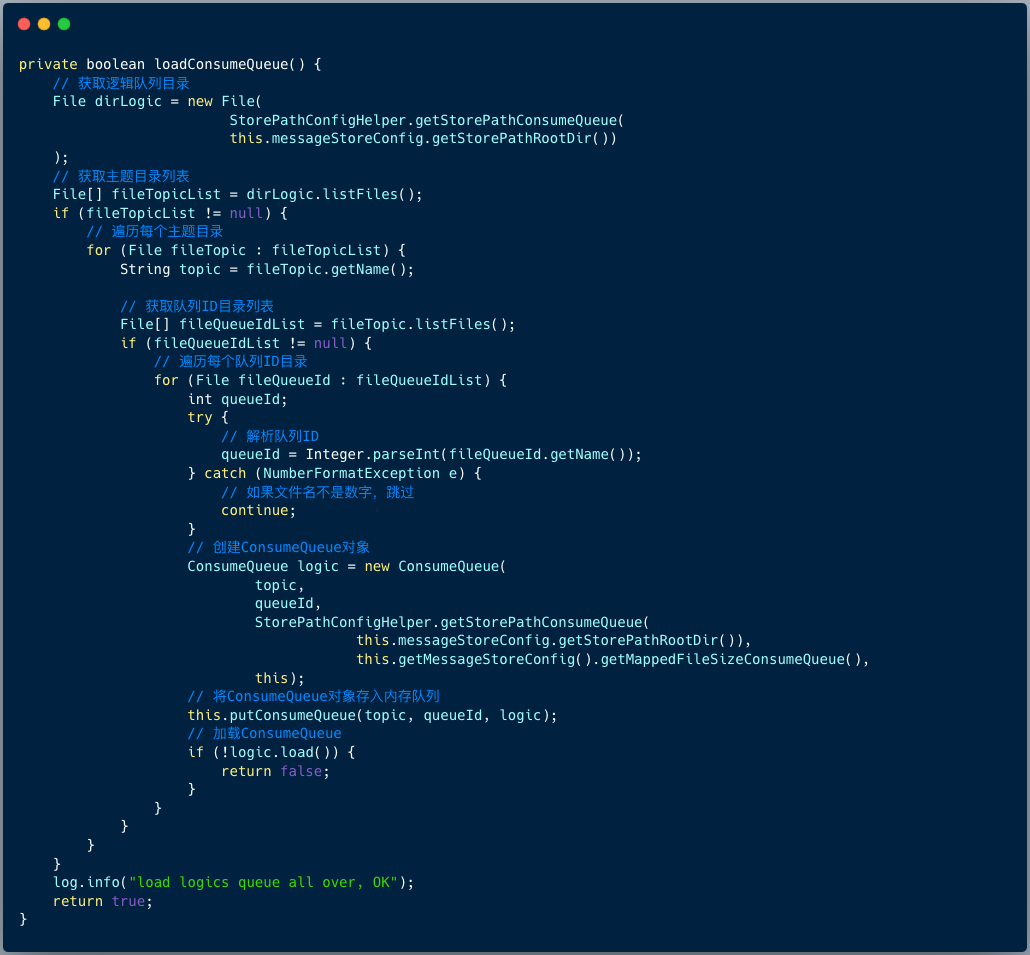 private boolean loadConsumeQueue() {
    // 获取逻辑队列目录
    File dirLogic = new File(
                         StorePathConfigHelper.getStorePathConsumeQueue(
                         this.messageStoreConfig.getStorePathRootDir())
    );
    // 获取主题目录列表
    File[] fileTopicList = dirLogic.listFiles();
    if (fileTopicList != null) {
        // 遍历每个主题目录
        for (File fileTopic : fileTopicList) {
            String topic = fileTopic.getName();

            // 获取队列ID目录列表
            File[] fileQueueIdList = fileTopic.listFiles();
            if (fileQueueIdList != null) {
                // 遍历每个队列ID目录
                for (File fileQueueId : fileQueueIdList) {
                    int queueId;
                    try {
                        // 解析队列ID
                        queueId = Integer.parseInt(fileQueueId.getName());
                    } catch (NumberFormatException e) {
                        // 如果文件名不是数字，跳过
                        continue;
                    }
                    // 创建ConsumeQueue对象
                    ConsumeQueue logic = new ConsumeQueue(
                            topic,
                            queueId,
                            StorePathConfigHelper.getStorePathConsumeQueue(
                                        this.messageStoreConfig.getStorePathRootDir()),
                                        this.getMessageStoreConfig().getMappedFileSizeConsumeQueue(),
                            this);
                    // 将ConsumeQueue对象存入内存队列
                    this.putConsumeQueue(topic, queueId, logic);
                    // 加载ConsumeQueue
                    if (!logic.load()) {
                        return false;
                    }
                }
            }
        }
    }
    log.info("load logics queue all over, OK");
    return true;
}